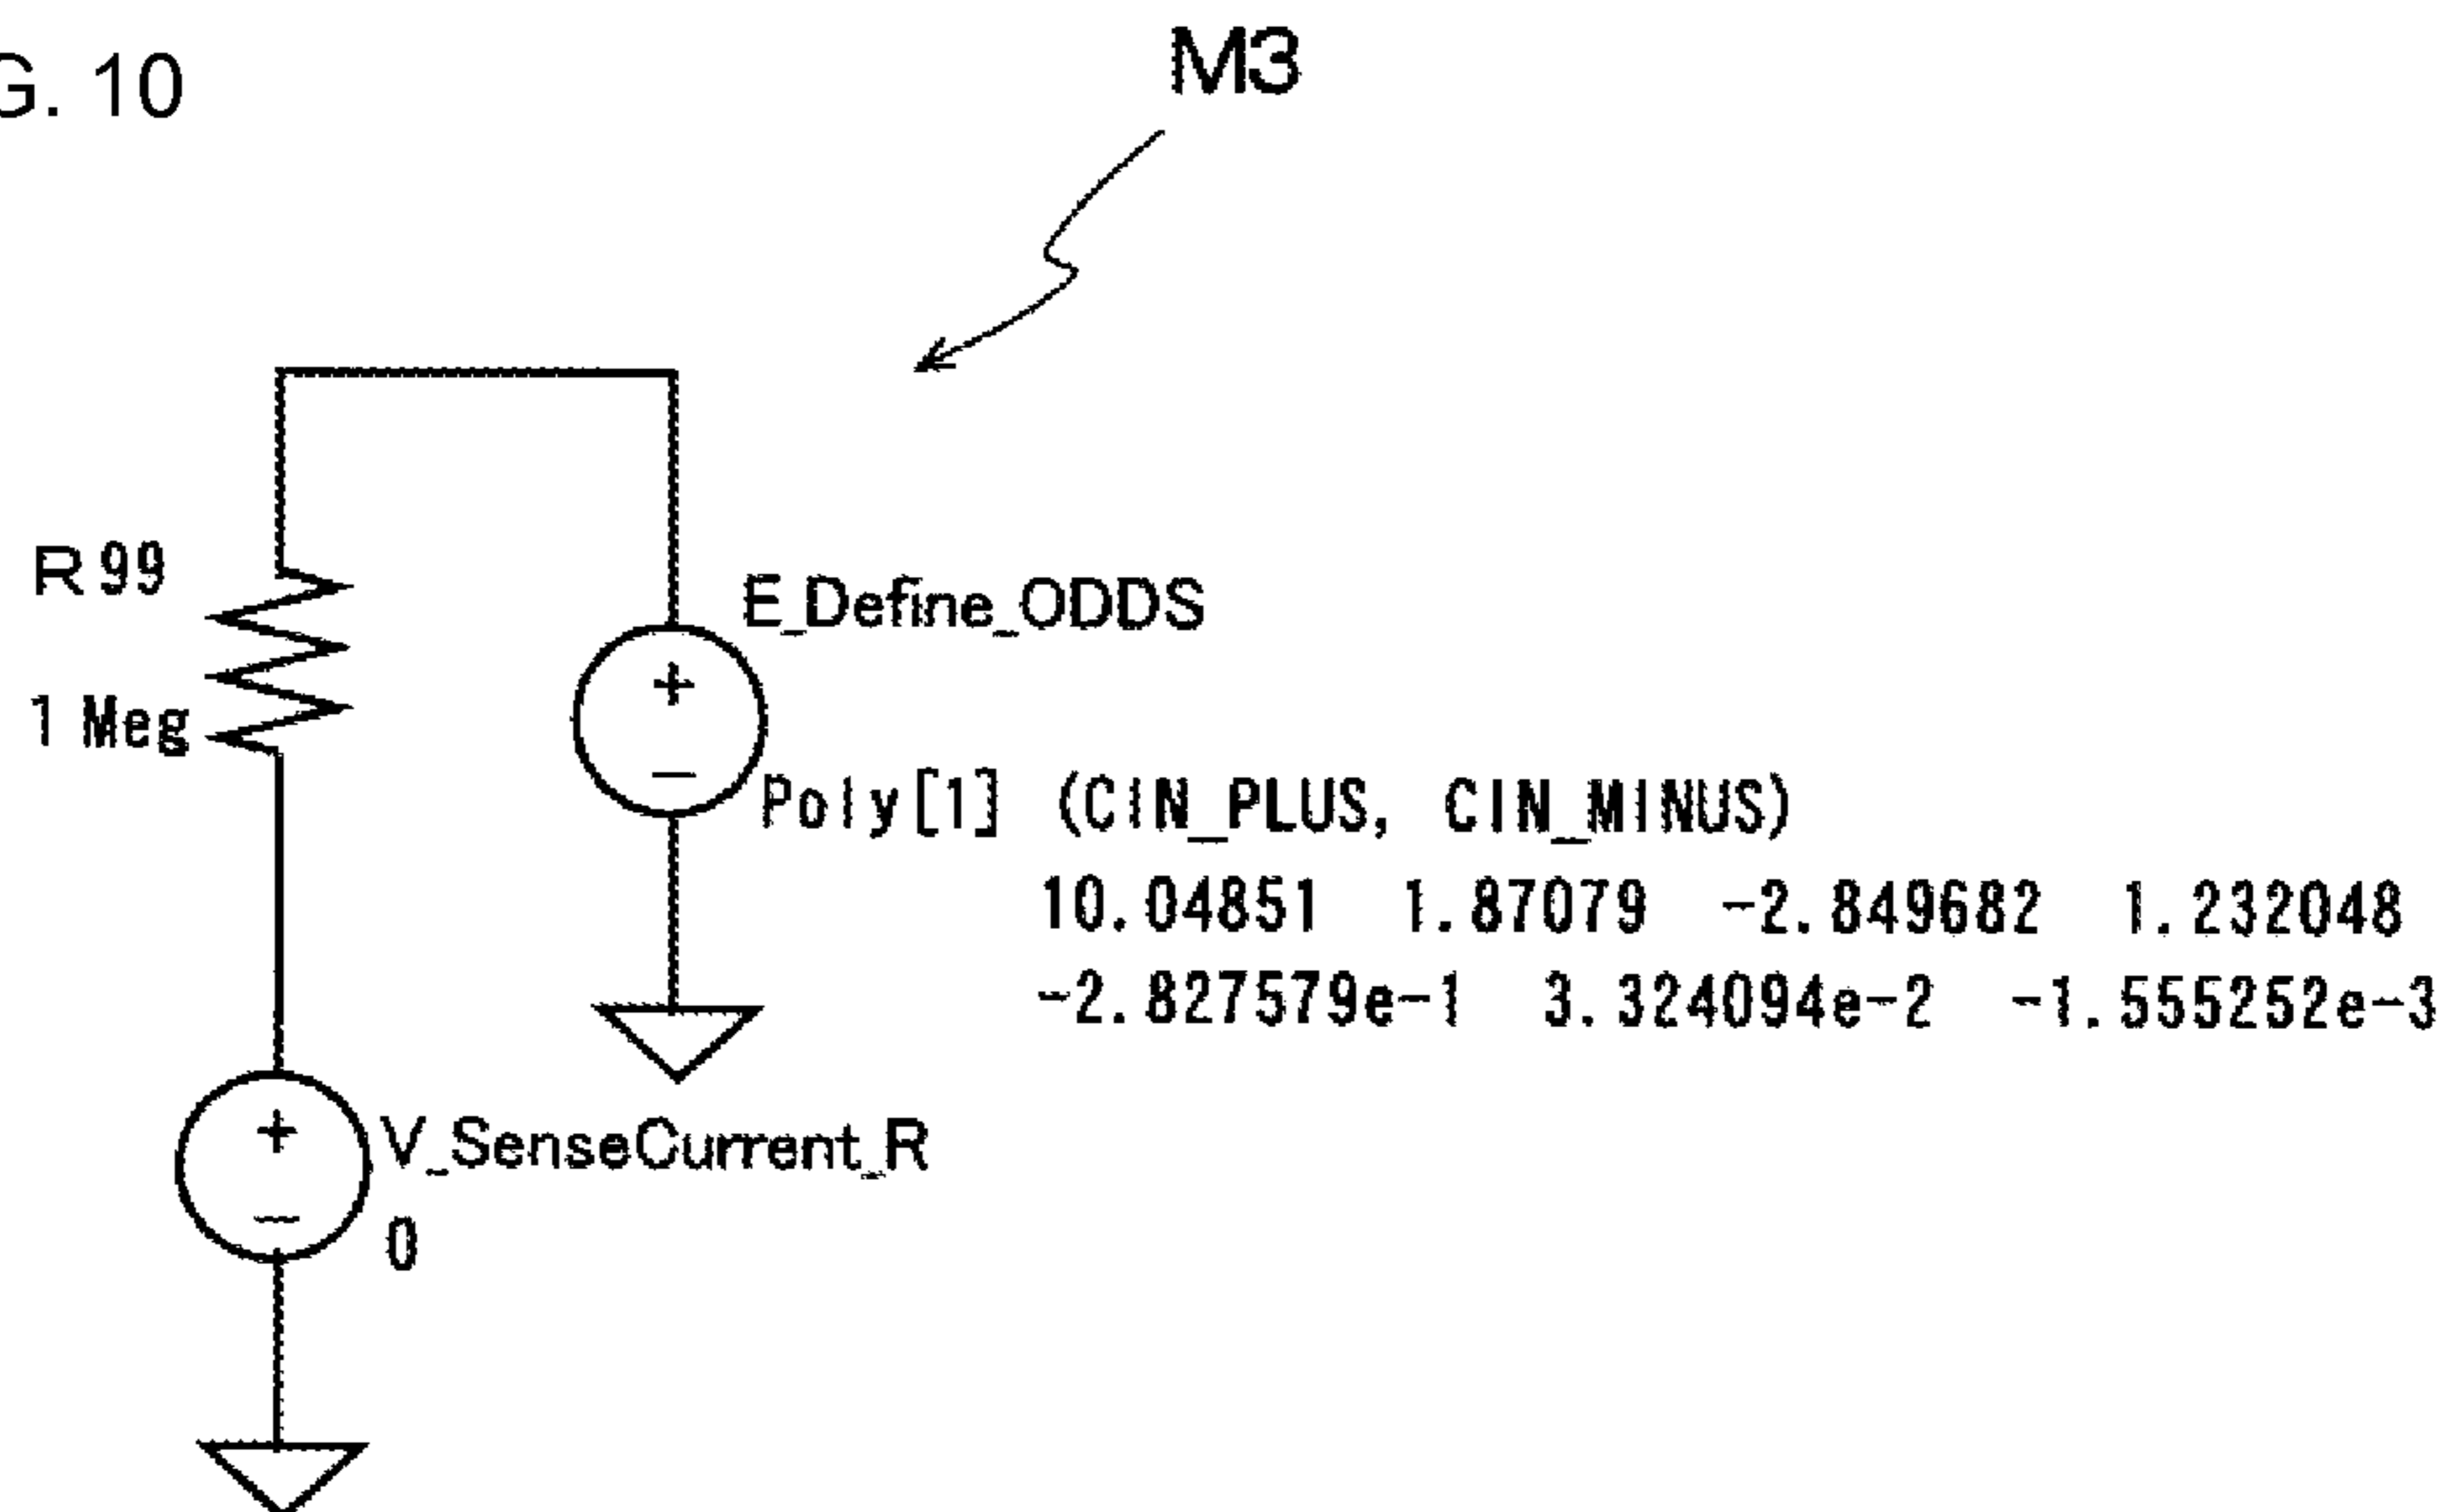 G. 10
M3
R99
1 Meg
E_Define_ODDS
+
−
Poly[1] (CIN_PLUS, CIN_MINUS)
10.04851 1.87079 -2.849682 1.232048
-2.827579e-1 3.324094e-2 -1.555252e-3
+
−
V_SenseCurrent_R
0